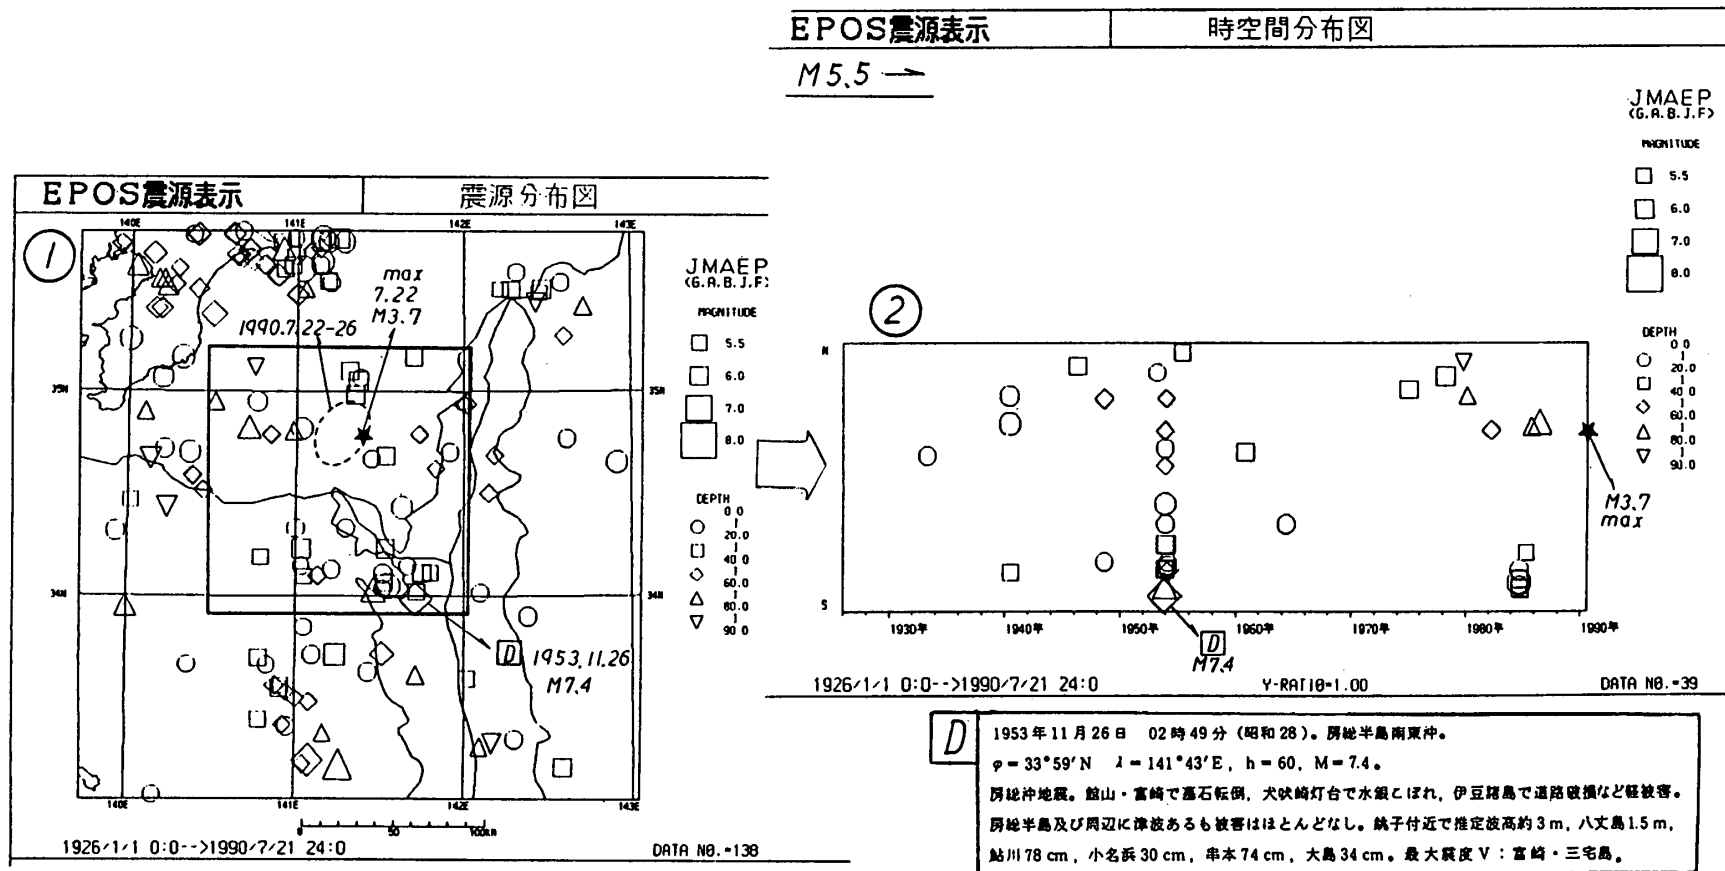 EPOS震源表示 時空間分布図
M5.5 →
JMAEP
(G.A.B.J.F)
MAGNITUDE
5.5
6.0
7.0
8.0
DEPTH
0.0
20.0
40.0
60.0
80.0
90.0
EPOS震源表示 震源分布図
①
140E 141E 142E 143E
max
7.22
M3.7
1990.7.22-26
35N 35N
34N 34N
D 1953.11.26
M7.4
140E 141E 142E 143E
0 50 100KM
1926/1/1 0:0-->1990/7/21 24:0 DATA NO.=138
JMAEP
(G.A.B.J.F)
MAGNITUDE
5.5
6.0
7.0
8.0
DEPTH
0.0
20.0
40.0
60.0
80.0
90.0
②
N
S
1930年 1940年 1950年 1960年 1970年 1980年 1990年
D
M7.4
M3.7
max
1926/1/1 0:0-->1990/7/21 24:0 Y-RATIO=1.00 DATA NO.=39
D
1953年11月26日 02時49分(昭和28)。房総半島南東沖。
φ=33°59′N λ=141°43′E, h=60, M=7.4。
房総沖地震。館山・富崎で墓石転倒, 犬吠崎灯台で水銀こぼれ, 伊豆諸島で道路破損など軽被害。
房総半島及び周辺に津波あるも被害はほとんどなし。銚子付近で推定波高約3m, 八丈島1.5m,
鮎川78cm, 小名浜30cm, 串本74cm, 大島34cm。最大震度V:富崎・三宅島。